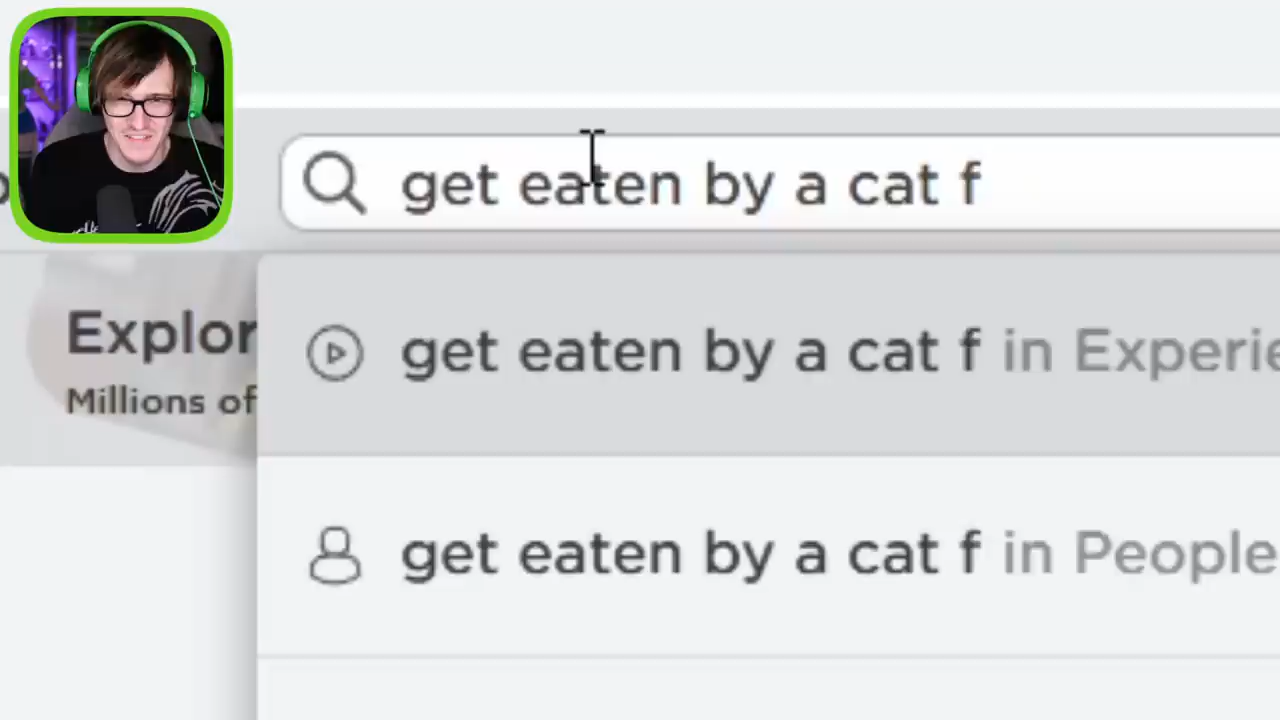 get eaten by a cat f
Explor
Millions of
get eaten by a cat f in Experie
get eaten by a cat f in People